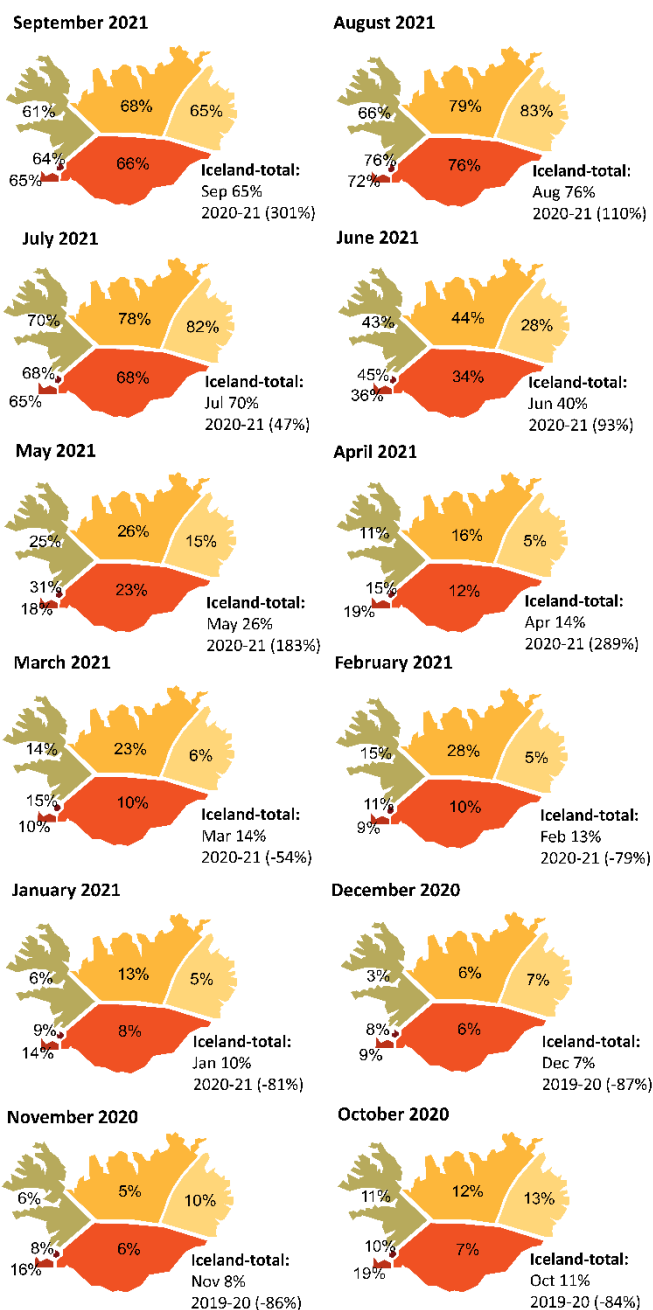 September 2021
61%
68%
65%
64%
65%
66%
Iceland-total:
Sep 65%
2020-21 (301%)
August 2021
66%
79%
83%
76%
72%
76%
Iceland-total:
Aug 76%
2020-21 (110%)
July 2021
70%
78%
82%
68%
65%
68%
Iceland-total:
Jul 70%
2020-21 (47%)
June 2021
43%
44%
28%
45%
36%
34%
Iceland-total:
Jun 40%
2020-21 (93%)
May 2021
25%
26%
15%
31%
18%
23%
Iceland-total:
May 26%
2020-21 (183%)
April 2021
11%
16%
5%
15%
19%
12%
Iceland-total:
Apr 14%
2020-21 (289%)
March 2021
14%
23%
6%
15%
10%
10%
Iceland-total:
Mar 14%
2020-21 (-54%)
February 2021
15%
28%
5%
11%
9%
10%
Iceland-total:
Feb 13%
2020-21 (-79%)
January 2021
6%
13%
5%
9%
14%
8%
Iceland-total:
Jan 10%
2020-21 (-81%)
December 2020
3%
6%
7%
8%
9%
6%
Iceland-total:
Dec 7%
2019-20 (-87%)
November 2020
6%
5%
10%
8%
16%
6%
Iceland-total:
Nov 8%
2019-20 (-86%)
October 2020
11%
12%
13%
10%
19%
7%
Iceland-total:
Oct 11%
2019-20 (-84%)